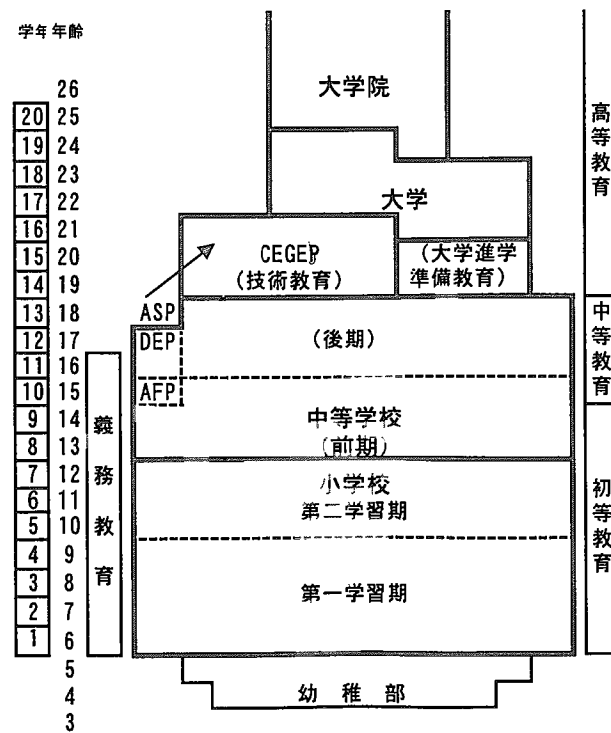 学年 年齢
26
20 25
19 24
18 23
17 22
16 21
15 20
14 19
13 18
12 17
11 16
10 15
9 14
8 13
7 12
6 11
5 10
4 9
3 8
2 7
1 6
5
4
3
義務教育
大学院
大学
CEGEP
(技術教育)
(大学進学
準備教育)
ASP
DEP
AFP
(後期)
中等学校
(前期)
小学校
第二学習期
第一学習期
幼稚部
高等教育
中等教育
初等教育